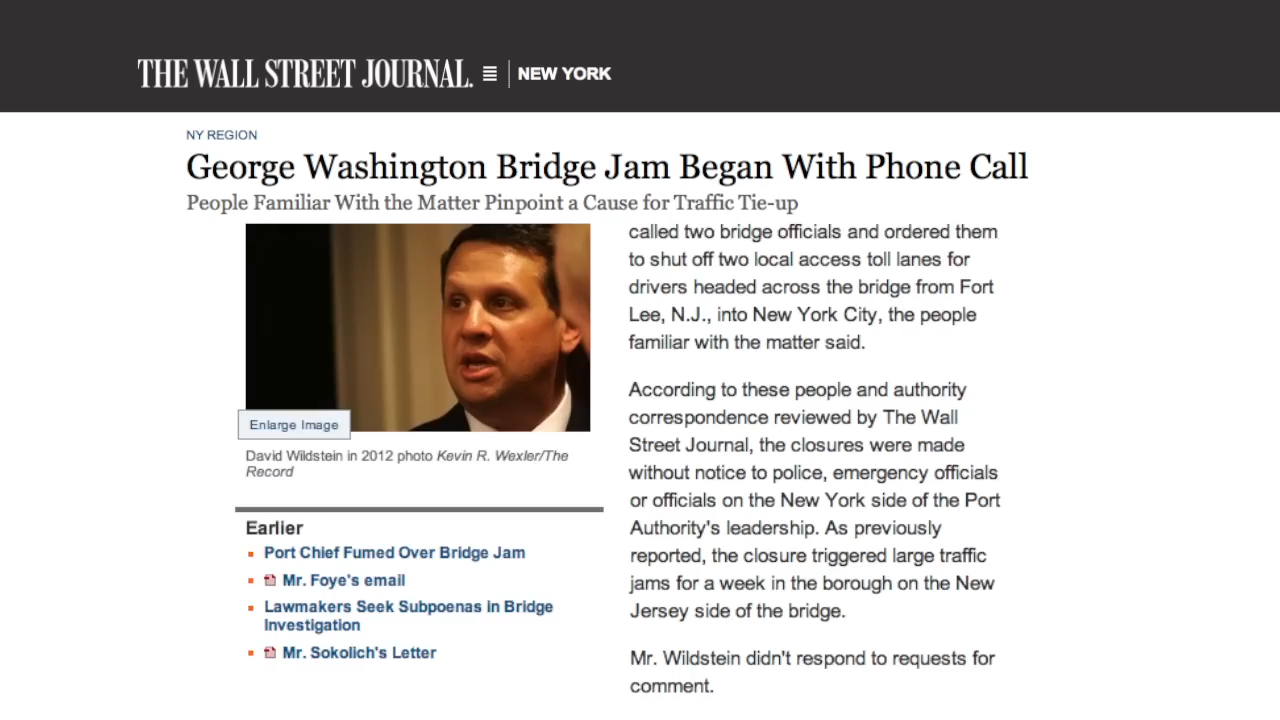 THE WALL STREET JOURNAL. ≡ | NEW YORK
NY REGION
George Washington Bridge Jam Began With Phone Call
People Familiar With the Matter Pinpoint a Cause for Traffic Tie-up
Enlarge Image
David Wildstein in 2012 photo Kevin R. Wexler/The
Record
Earlier
Port Chief Fumed Over Bridge Jam
Mr. Foye's email
Lawmakers Seek Subpoenas in Bridge
Investigation
Mr. Sokolich's Letter
called two bridge officials and ordered them
to shut off two local access toll lanes for
drivers headed across the bridge from Fort
Lee, N.J., into New York City, the people
familiar with the matter said.
According to these people and authority
correspondence reviewed by The Wall
Street Journal, the closures were made
without notice to police, emergency officials
or officials on the New York side of the Port
Authority's leadership. As previously
reported, the closure triggered large traffic
jams for a week in the borough on the New
Jersey side of the bridge.
Mr. Wildstein didn't respond to requests for
comment.